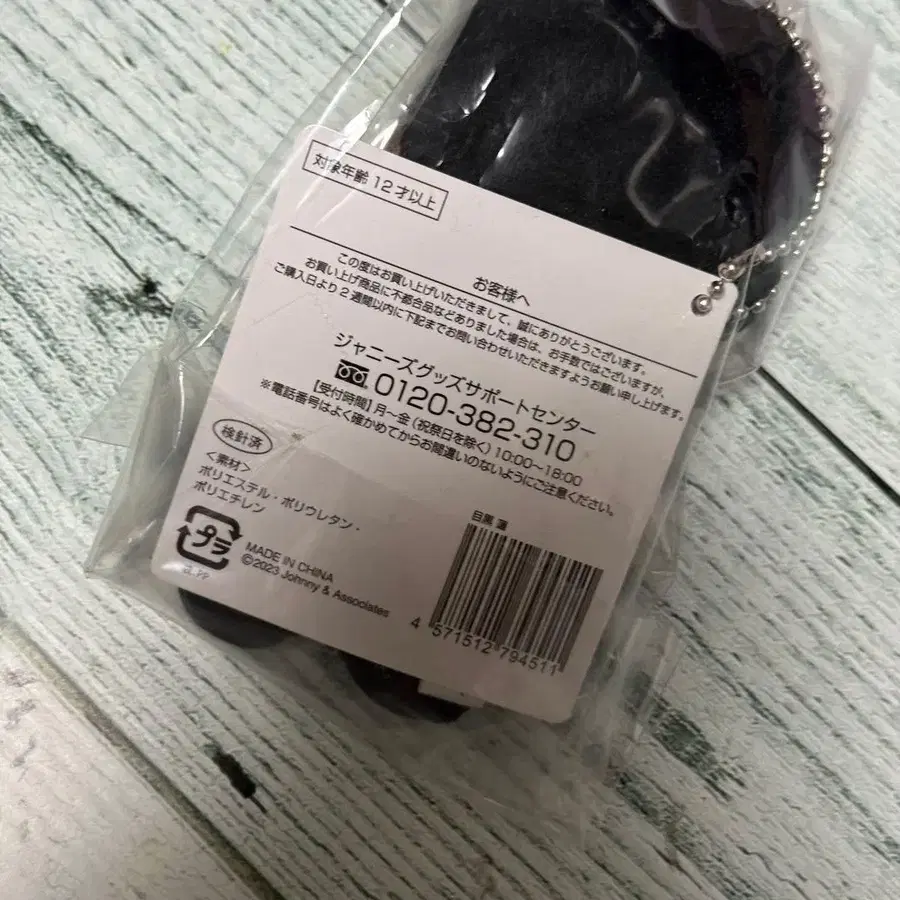 対象年齢 12才以上
お客様へ
この度はお買い上げいただきまして、誠にありがとうございます。
お買い上げ商品に不都合品などありました場合は、お手数ではございますが、
ご購入日より2週間以内に下記までお問い合わせいただきますようお願い申し上げます。
ジャニーズグッズサポートセンター
0120-382-310
【受付時間】月〜金(祝祭日を除く)10:00〜18:00
※電話番号はよく確かめてからお間違いのないようにご注意ください。
検針済
<素材>
ポリエステル・ポリウレタン・
ポリエチレン
プラ
MADE IN CHINA
©2023 Johnny & Associates
目黒 蓮
4 571512 794511